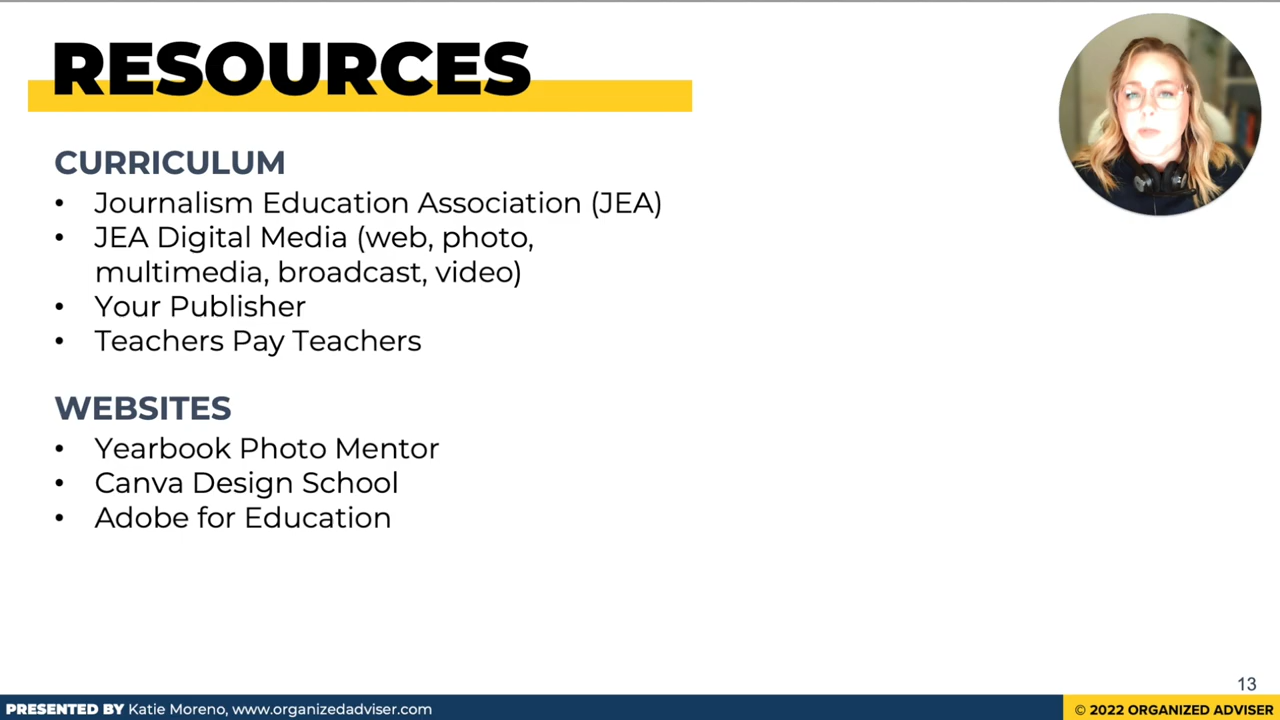 RESOURCES
CURRICULUM
• Journalism Education Association (JEA)
• JEA Digital Media (web, photo,
multimedia, broadcast, video)
• Your Publisher
• Teachers Pay Teachers
WEBSITES
• Yearbook Photo Mentor
• Canva Design School
• Adobe for Education
13
PRESENTED BY Katie Moreno, www.organizedadviser.com
© 2022 ORGANIZED ADVISER